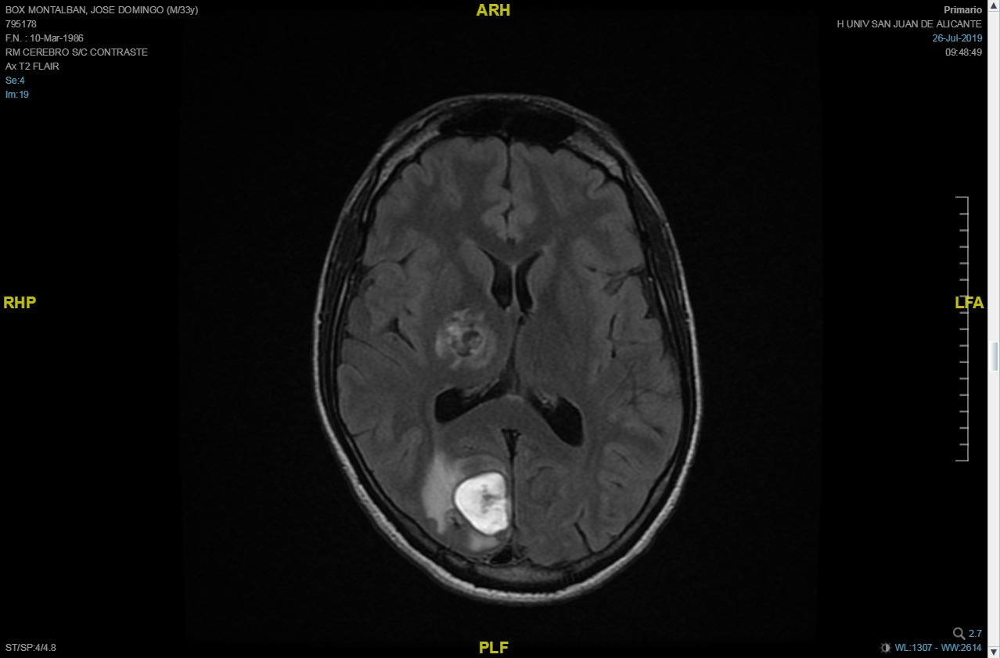 BOX MONTALBAN, JOSE DOMINGO (M/33y)
795178
F.N. : 10-Mar-1986
RM CEREBRO S/C CONTRASTE
Ax T2 FLAIR
Se:4
Im:19
ARH
Primario
H UNIV SAN JUAN DE ALICANTE
26-Jul-2019
09:48:49
RHP
LFA
ST/SP:4/4.8
PLF
2.7
WL:1307 - WW:2614